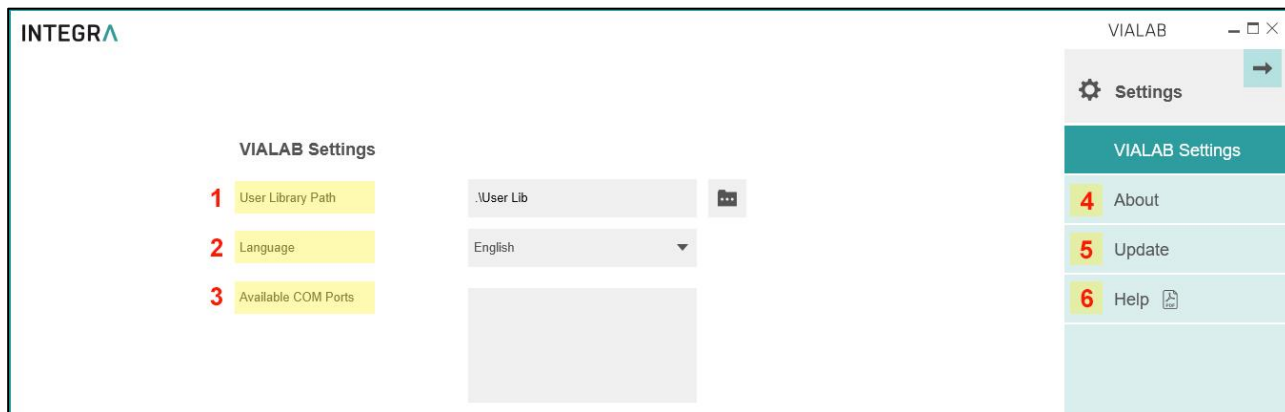 INTEGRA
VIALAB
Settings
VIALAB Settings
VIALAB Settings
1 User Library Path .\User Lib
4 About
2 Language English
5 Update
3 Available COM Ports
6 Help PDF